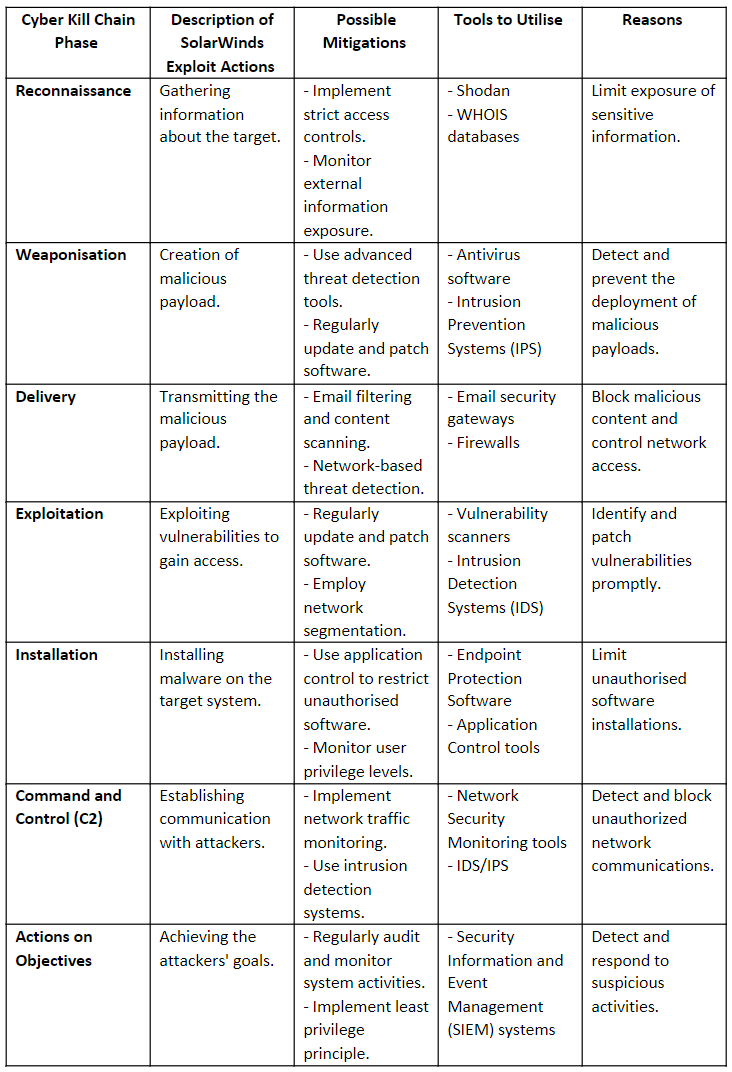 Cyber Kill Chain
Phase
Description of
SolarWinds
Exploit Actions
Possible
Mitigations
Tools to Utilise
Reasons
Reconnaissance
Gathering
information
about the target.
- Implement
strict access
controls.
- Monitor
external
information
exposure.
- Shodan
- WHOIS
databases
Limit exposure of
sensitive
information.
Weaponisation
Creation of
malicious
payload.
- Use advanced
threat detection
tools.
- Regularly
update and patch
software.
- Antivirus
software
- Intrusion
Prevention
Systems (IPS)
Detect and
prevent the
deployment of
malicious
payloads.
Delivery
Transmitting the
malicious
payload.
- Email filtering
and content
scanning.
- Network-based
threat detection.
- Email security
gateways
- Firewalls
Block malicious
content and
control network
access.
Exploitation
Exploiting
vulnerabilities to
gain access.
- Regularly
update and patch
software.
- Employ
network
segmentation.
- Vulnerability
scanners
- Intrusion
Detection
Systems (IDS)
Identify and
patch
vulnerabilities
promptly.
Installation
Installing
malware on the
target system.
- Use application
control to restrict
unauthorised
software.
- Monitor user
privilege levels.
- Endpoint
Protection
Software
- Application
Control tools
Limit
unauthorised
software
installations.
Command and
Control (C2)
Establishing
communication
with attackers.
- Implement
network traffic
monitoring.
- Use intrusion
detection
systems.
- Network
Security
Monitoring tools
- IDS/IPS
Detect and block
unauthorized
network
communications.
Actions on
Objectives
Achieving the
attackers' goals.
- Regularly audit
and monitor
system activities.
- Implement least
privilege
principle.
- Security
Information and
Event
Management
(SIEM) systems
Detect and
respond to
suspicious
activities.